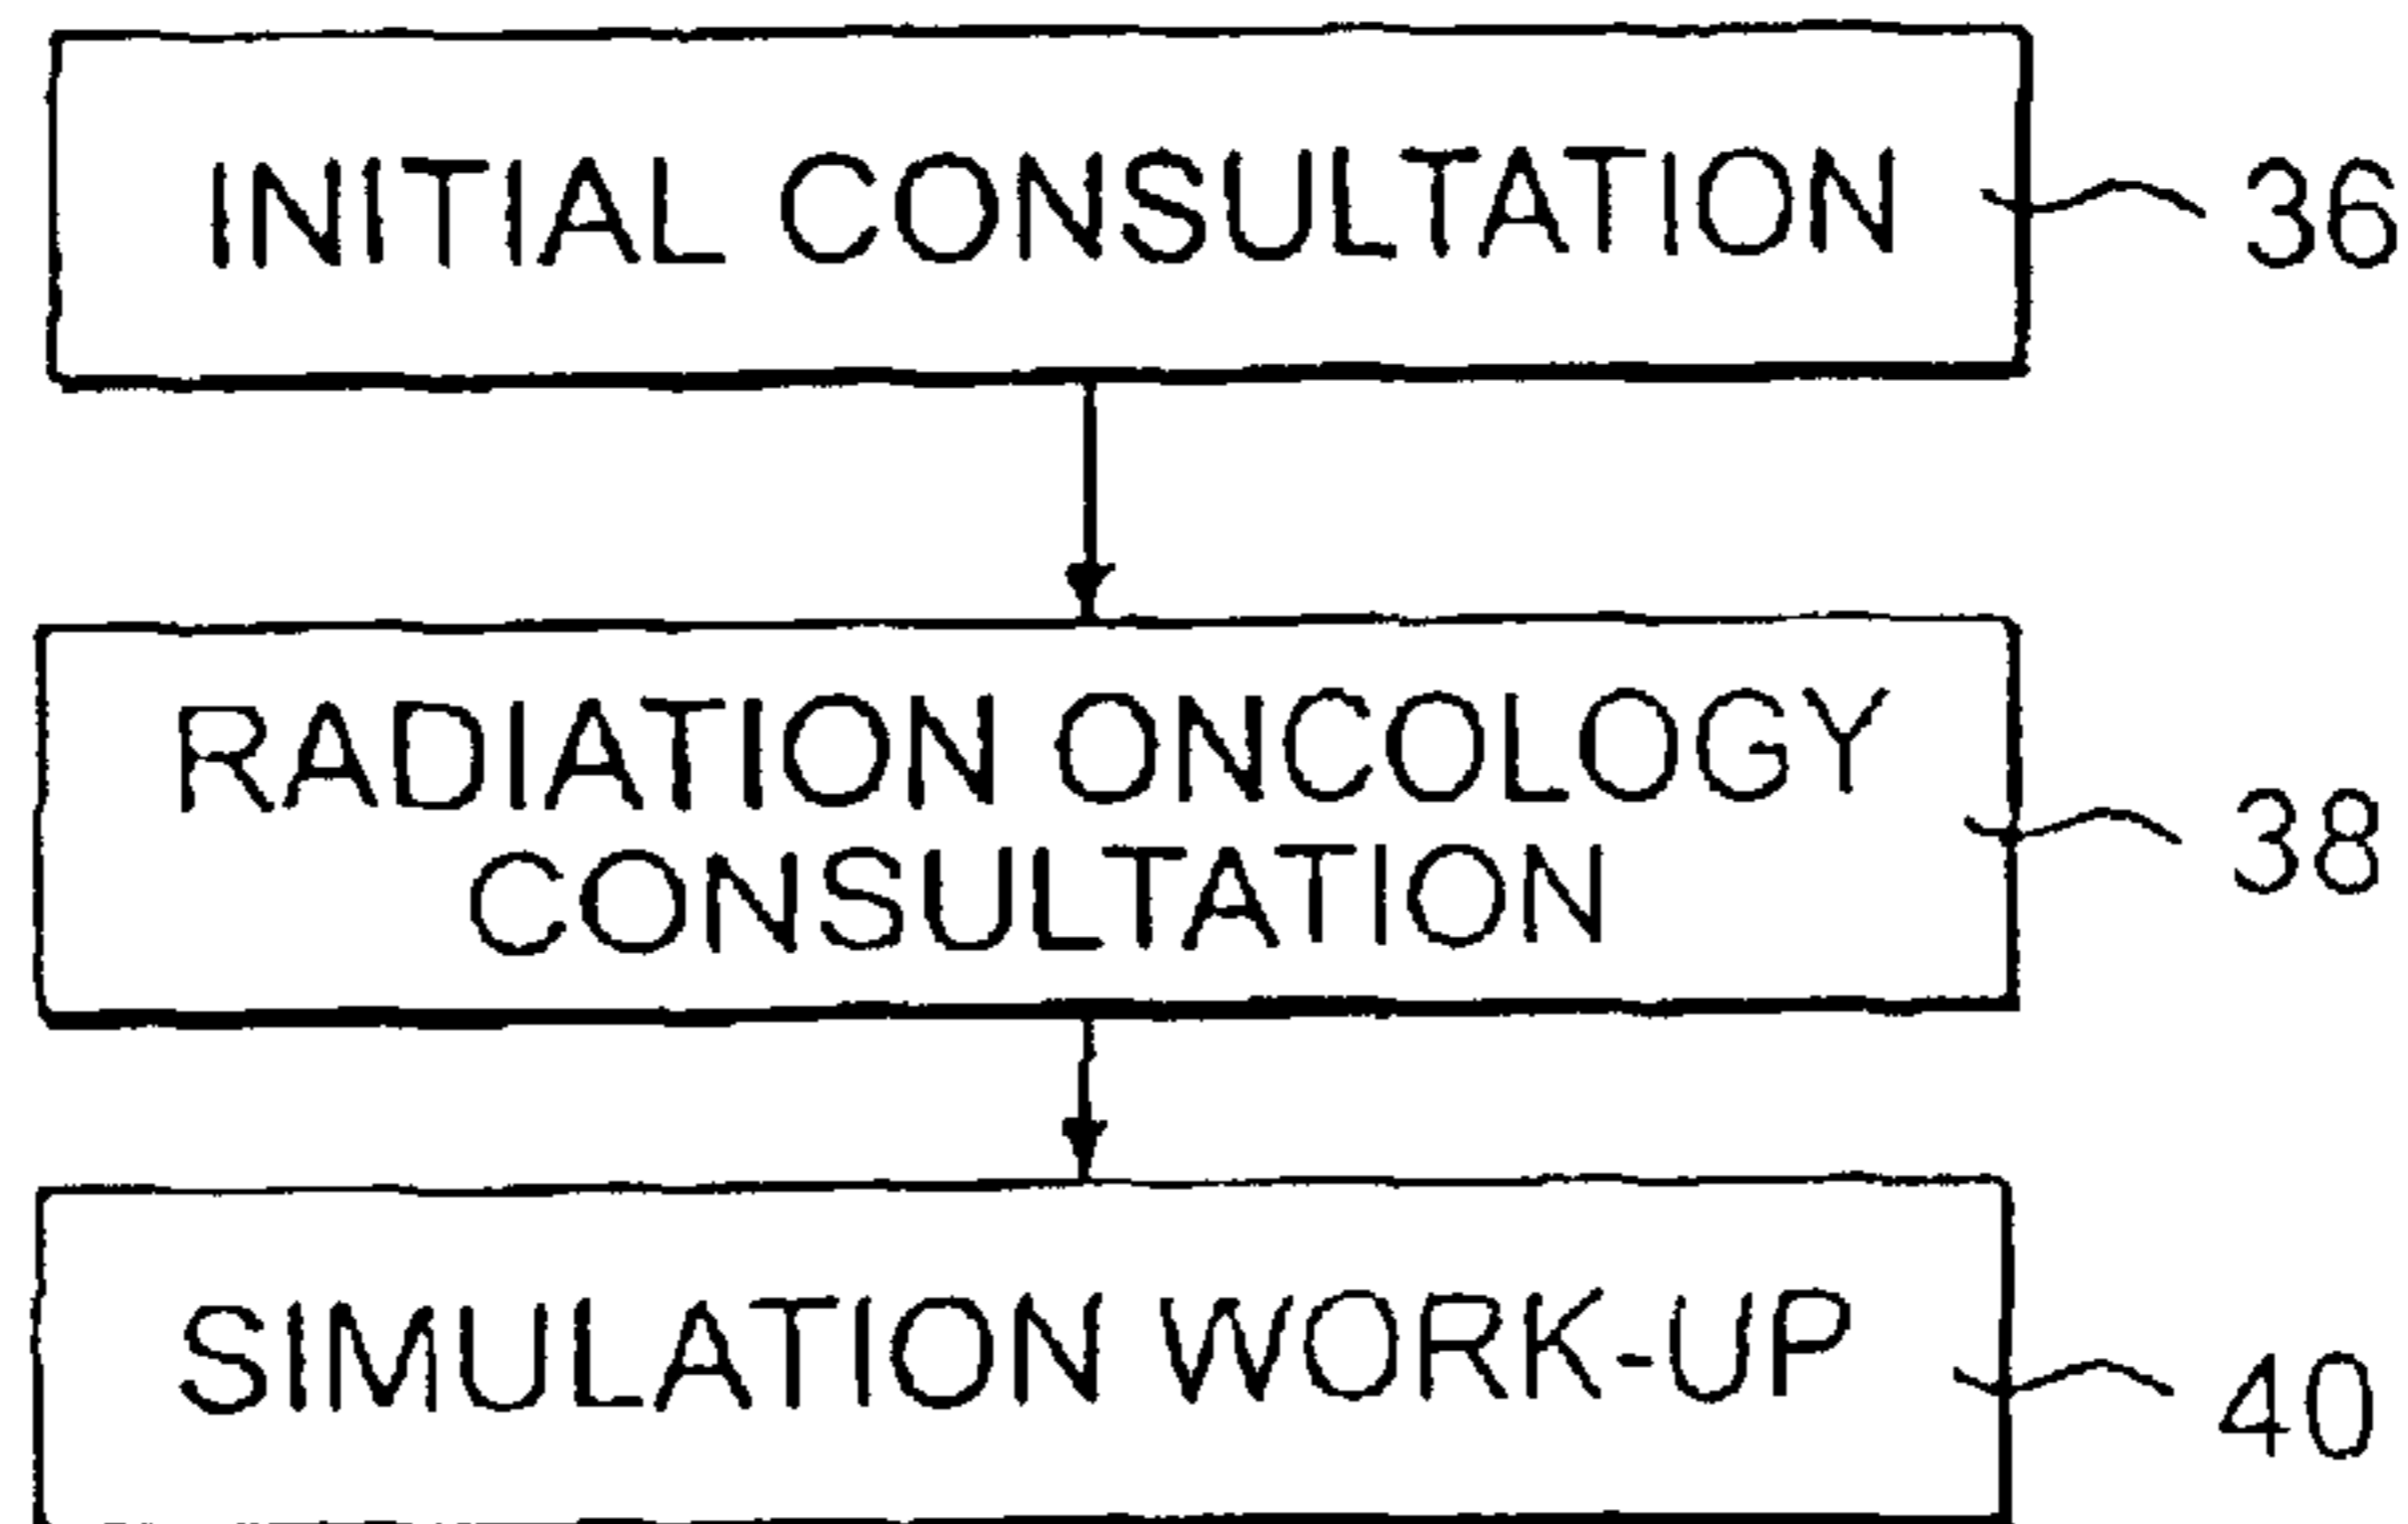 INITIAL CONSULTATION
36
RADIATION ONCOLOGY
CONSULTATION
38
SIMULATION WORK-UP
40